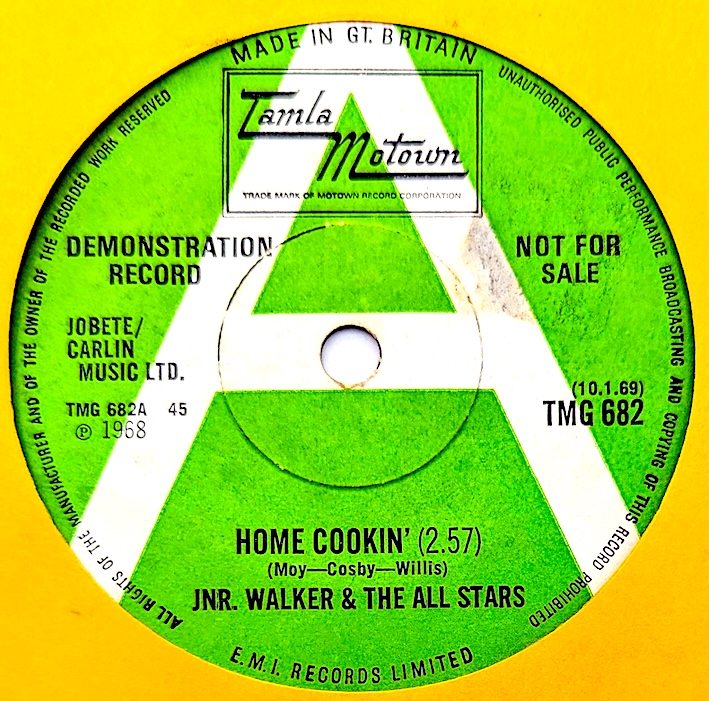 MADE IN GT. BRITAIN
Tamla
Motown
TRADE MARK OF MOTOWN RECORD CORPORATION
DEMONSTRATION
RECORD
NOT FOR
SALE
JOBETE/
CARLIN
MUSIC LTD.
TMG 682A 45
℗ 1968
(10.1.69)
TMG 682
HOME COOKIN' (2.57)
(Moy—Cosby—Willis)
JNR. WALKER & THE ALL STARS
E.M.I. RECORDS LIMITED
ALL RIGHTS OF THE MANUFACTURER AND OF THE OWNER OF THE RECORDED WORK RESERVED
UNAUTHORISED PUBLIC PERFORMANCE BROADCASTING AND COPYING OF THIS RECORD PROHIBITED
A